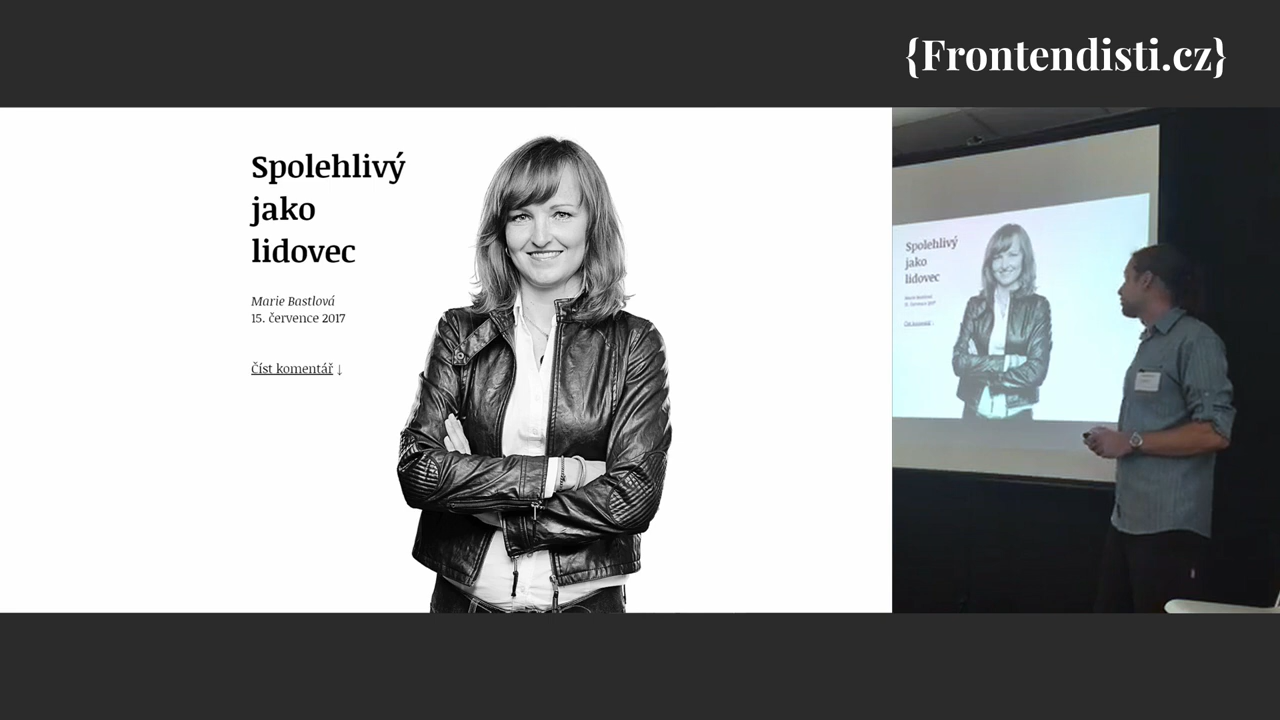 {Frontendisti.cz}
Spolehlivý
jako
lidovec
Marie Bastlová
15. července 2017
Číst komentář ↓
Spolehlivý
jako
lidovec